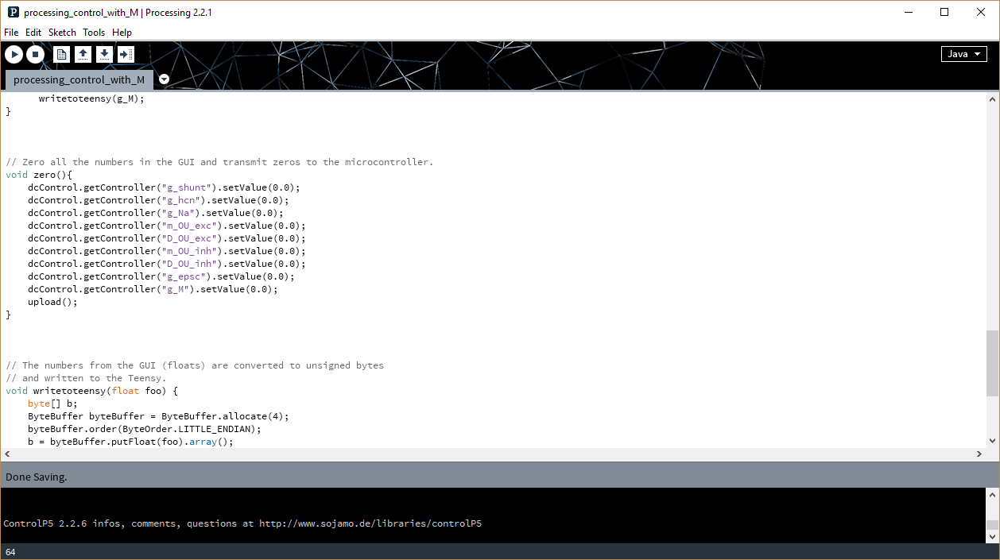 processing_control_with_M | Processing 2.2.1
File Edit Sketch Tools Help
Java
processing_control_with_M
writetoteensy(g_M);
}
// Zero all the numbers in the GUI and transmit zeros to the microcontroller.
void zero(){
dcControl.getController("g_shunt").setValue(0.0);
dcControl.getController("g_hcn").setValue(0.0);
dcControl.getController("g_Na").setValue(0.0);
dcControl.getController("m_OU_exc").setValue(0.0);
dcControl.getController("D_OU_exc").setValue(0.0);
dcControl.getController("m_OU_inh").setValue(0.0);
dcControl.getController("D_OU_inh").setValue(0.0);
dcControl.getController("g_epsc").setValue(0.0);
dcControl.getController("g_M").setValue(0.0);
upload();
}
// The numbers from the GUI (floats) are converted to unsigned bytes
// and written to the Teensy.
void writetoteensy(float foo) {
byte[] b;
ByteBuffer byteBuffer = ByteBuffer.allocate(4);
byteBuffer.order(ByteOrder.LITTLE_ENDIAN);
b = byteBuffer.putFloat(foo).array();
Done Saving.
ControlP5 2.2.6 infos, comments, questions at http://www.sojamo.de/libraries/controlP5
64